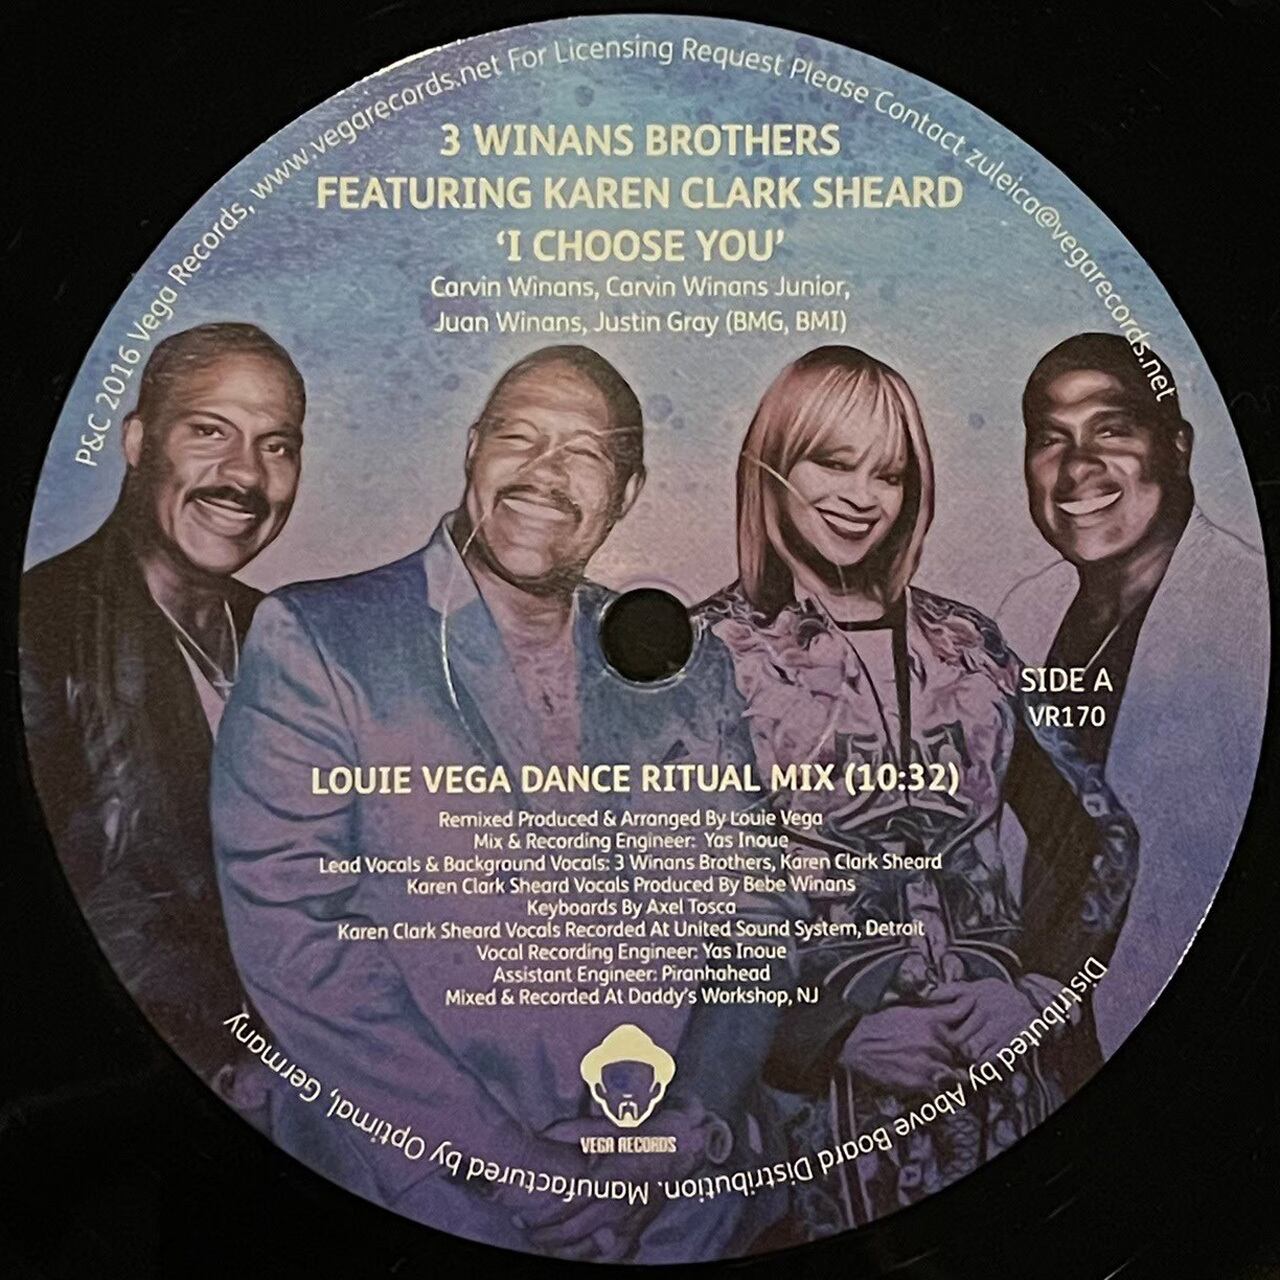 P&C 2016 Vega Records, www.vegarecords.net For Licensing Request Please Contact zuleica@vegarecords.net
3 WINANS BROTHERS
FEATURING KAREN CLARK SHEARD
‘I CHOOSE YOU’
Carvin Winans, Carvin Winans Junior,
Juan Winans, Justin Gray (BMG, BMI)
SIDE A
VR170
LOUIE VEGA DANCE RITUAL MIX (10:32)
Remixed Produced & Arranged By Louie Vega
Mix & Recording Engineer: Yas Inoue
Lead Vocals & Background Vocals: 3 Winans Brothers, Karen Clark Sheard
Karen Clark Sheard Vocals Produced By Bebe Winans
Keyboards By Axel Tosca
Karen Clark Sheard Vocals Recorded At United Sound System, Detroit
Vocal Recording Engineer: Yas Inoue
Assistant Engineer: Piranhahead
Mixed & Recorded At Daddy’s Workshop, NJ
VEGA RECORDS
Distributed by Above Board Distribution. Manufactured by Optimal, Germany